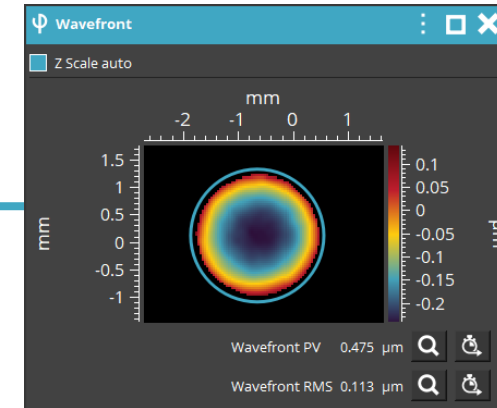 Ψ Wavefront
Z Scale auto
mm
-2 -1 0 1
1.5
1
0.5
0
-0.5
-1
mm
0.1
0.05
0
-0.05
-0.1
-0.15
-0.2
Wavefront PV 0.475 µm
Wavefront RMS 0.113 µm